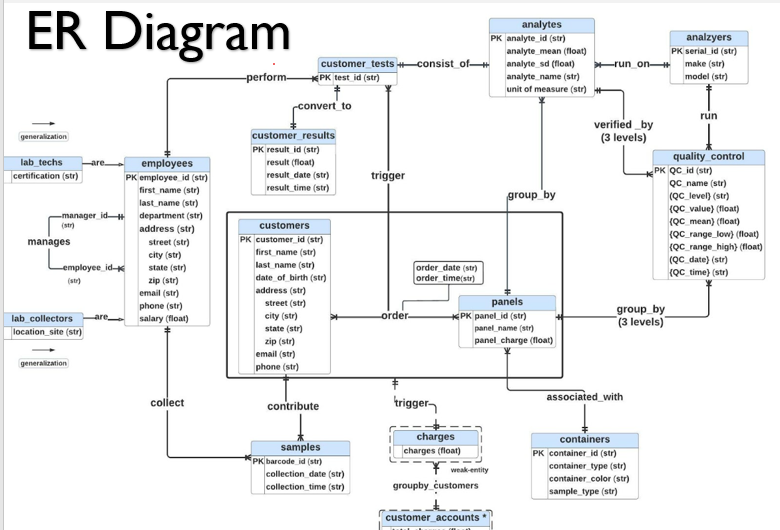 ER Diagram
analytes
PK analyte_id (str)
analyte_mean (float)
analyte_sd (float)
analyte_name (str)
unit of measure (str)
analzyers
PK serial_id (str)
make (str)
model (str)
customer_tests
PK test_id (str)
consist_of
run_on
perform
convert_to
customer_results
PK result_id (str)
result (float)
result_date (str)
result_time (str)
verified _by
(3 levels)
run
generalization
lab_techs
certification (str)
are
employees
PK employee_id (str)
first_name (str)
last_name (str)
department (str)
address (str)
street (str)
city (str)
state (str)
zip (str)
email (str)
phone (str)
salary (float)
manager_id
(str)
manages
employee_id
(str)
lab_collectors
location_site (str)
are
generalization
trigger
group_by
quality_control
PK QC_id (str)
QC_name (str)
{QC_level} (str)
{QC_value} (float)
{QC_mean} (float)
{QC_range_low} (float)
{QC_range_high} (float)
{QC_date} (str)
{QC_time} (str)
customers
PK customer_id (str)
first_name (str)
last_name (str)
date_of_birth (str)
address (str)
street (str)
city (str)
state (str)
zip (str)
email (str)
phone (str)
order_date (str)
order_time(str)
order
panels
PK panel_id (str)
panel_name (str)
panel_charge (float)
group_by
(3 levels)
collect
contribute
trigger
associated_with
samples
PK barcode_id (str)
collection_date (str)
collection_time (str)
charges
charges (float)
weak-entity
groupby_customers
customer_accounts *
containers
PK container_id (str)
container_type (str)
container_color (str)
sample_type (str)